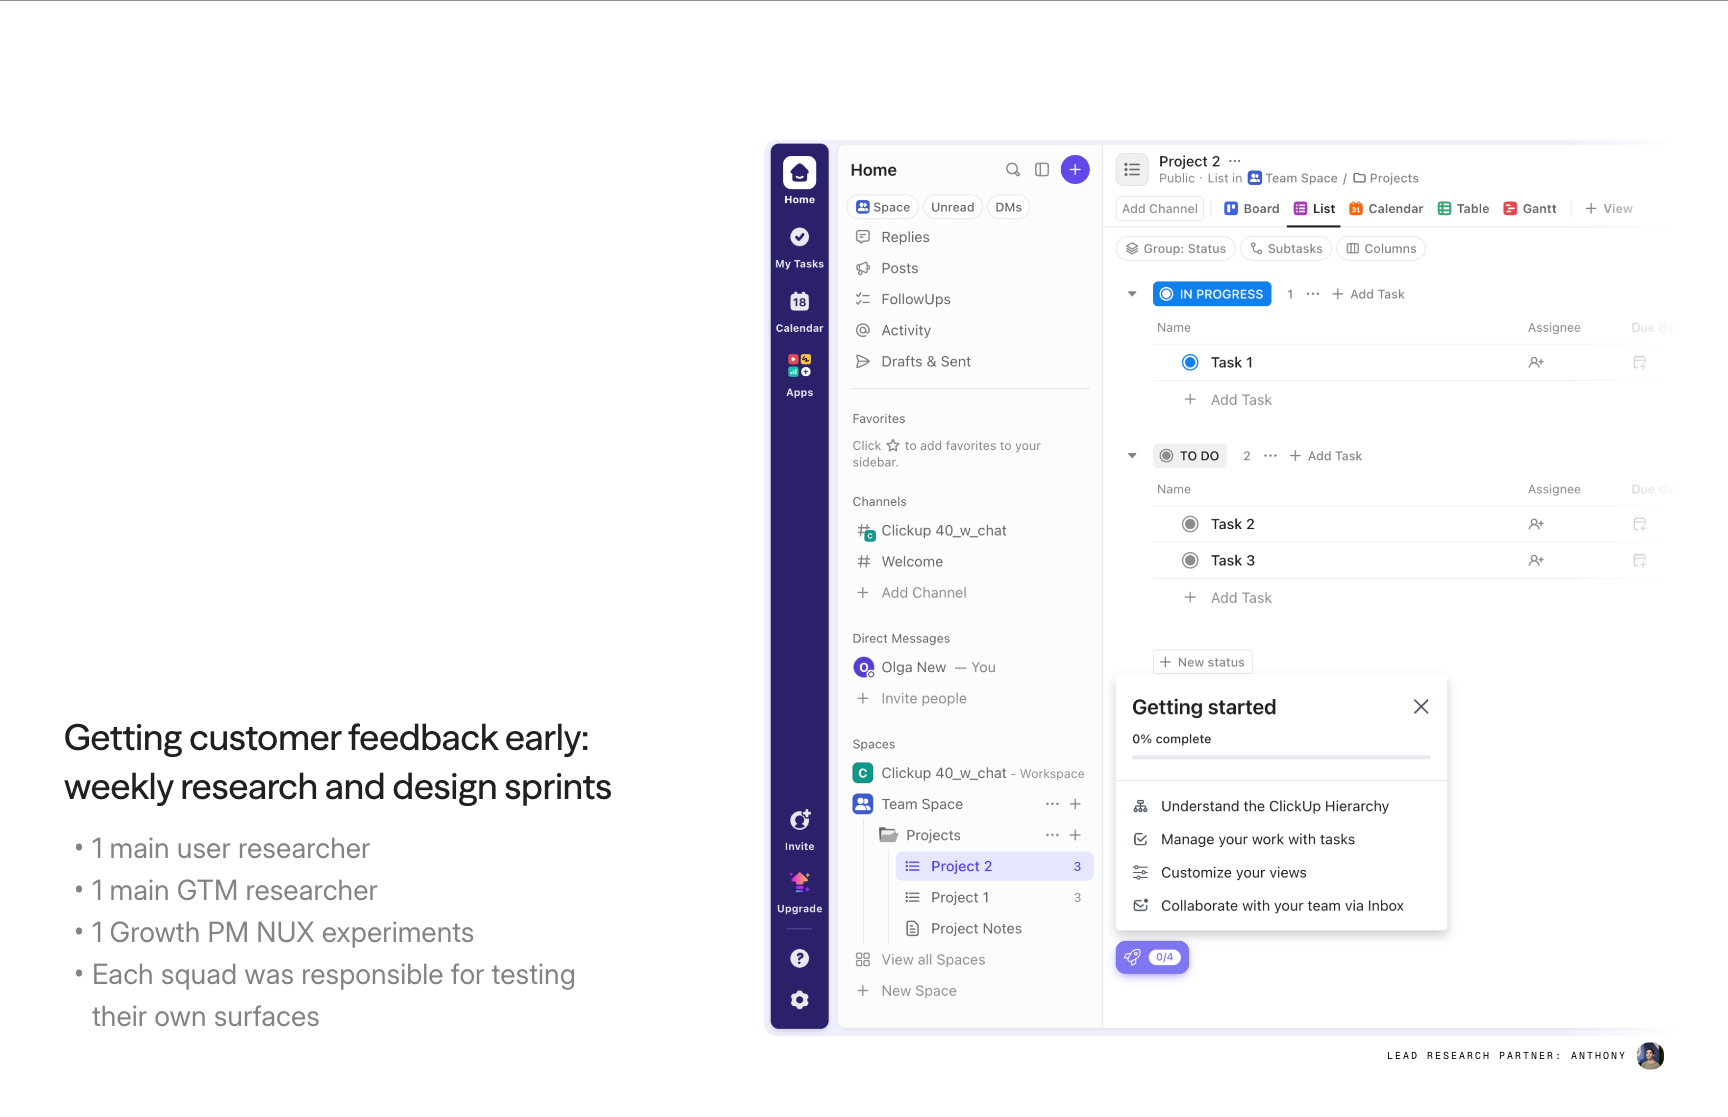 Getting customer feedback early:
weekly research and design sprints
• 1 main user researcher
• 1 main GTM researcher
• 1 Growth PM NUX experiments
• Each squad was responsible for testing
their own surfaces
Home
My Tasks
18
Calendar
Apps
Invite
Upgrade
?
Home
Space
Unread
DMs
Replies
Posts
FollowUps
Activity
Drafts & Sent
Favorites
Click ☆ to add favorites to your
sidebar.
Channels
Clickup 40_w_chat
Welcome
+ Add Channel
Direct Messages
O Olga New — You
+ Invite people
Spaces
C Clickup 40_w_chat - Workspace
Team Space ··· +
Projects ··· +
Project 2 3
Project 1 3
Project Notes
View all Spaces
+ New Space
Project 2 ···
Public · List in Team Space / Projects
Add Channel
Board
List
31 Calendar
Table
Gantt
+ View
Group: Status
Subtasks
Columns
IN PROGRESS 1 ··· + Add Task
Name Assignee Due da
Task 1
+ Add Task
TO DO 2 ··· + Add Task
Name Assignee Due da
Task 2
Task 3
+ Add Task
+ New status
Getting started
0% complete
Understand the ClickUp Hierarchy
Manage your work with tasks
Customize your views
Collaborate with your team via Inbox
0/4
LEAD RESEARCH PARTNER: ANTHONY